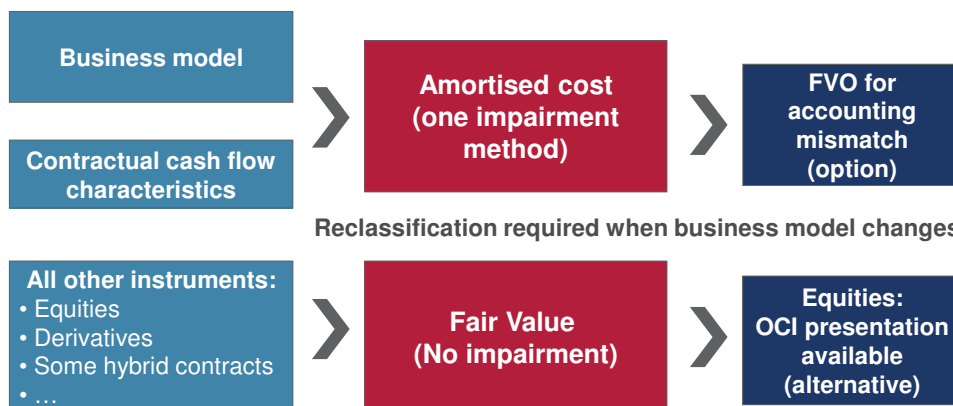 Business model
Contractual cash flow
characteristics
Amortised cost
(one impairment
method)
FVO for
accounting
mismatch
(option)
Reclassification required when business model changes
All other instruments:
• Equities
• Derivatives
• Some hybrid contracts
• …
Fair Value
(No impairment)
Equities:
OCI presentation
available
(alternative)